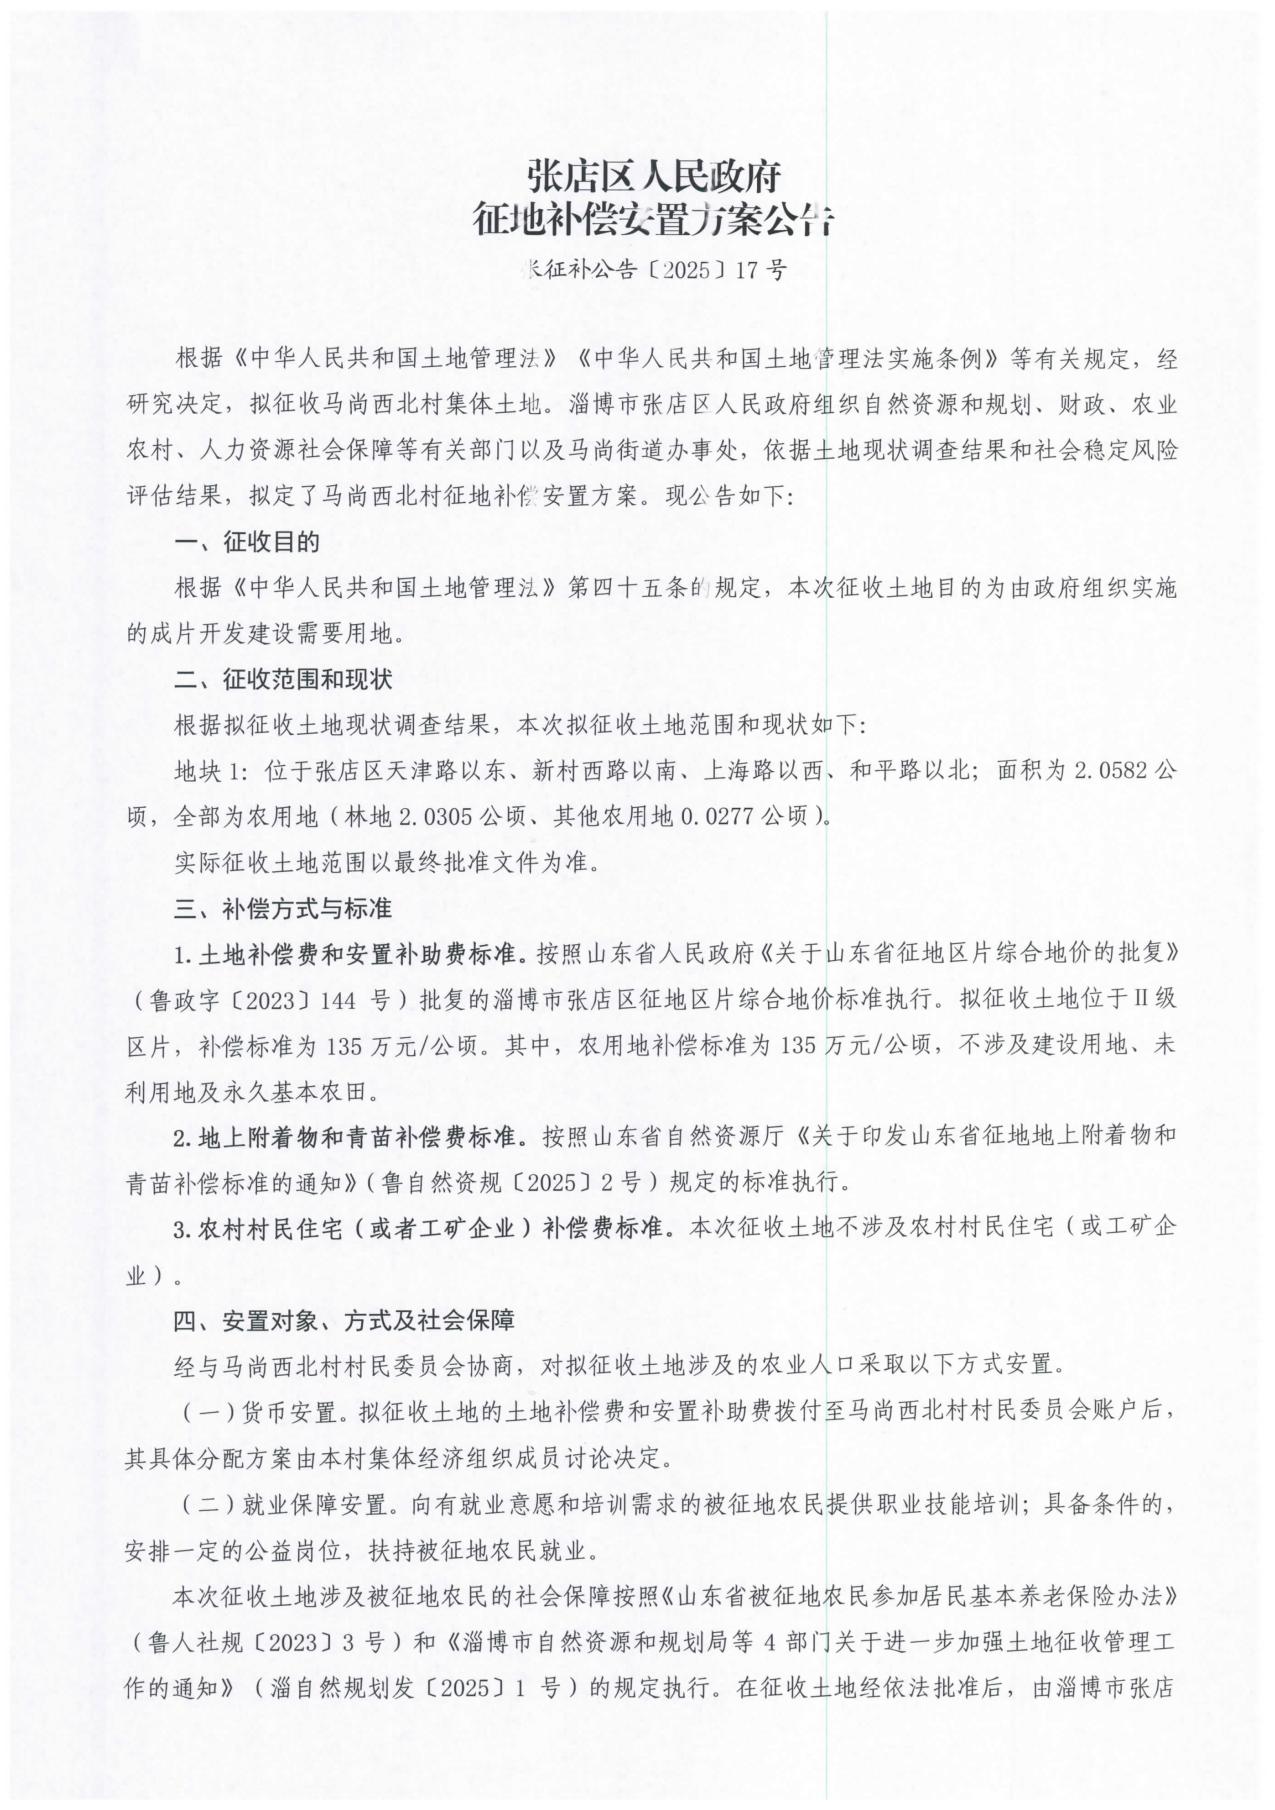 张店区人民政府
征地补偿安置方案公告
张征补公告〔2025〕17 号
根据《中华人民共和国土地管理法》《中华人民共和国土地管理法实施条例》等有关规定，经
研究决定，拟征收马尚西北村集体土地。淄博市张店区人民政府组织自然资源和规划、财政、农业
农村、人力资源社会保障等有关部门以及马尚街道办事处，依据土地现状调查结果和社会稳定风险
评估结果，拟定了马尚西北村征地补偿安置方案。现公告如下：
一、征收目的
根据《中华人民共和国土地管理法》第四十五条的规定，本次征收土地目的为由政府组织实施
的成片开发建设需要用地。
二、征收范围和现状
根据拟征收土地现状调查结果，本次拟征收土地范围和现状如下：
地块 1：位于张店区天津路以东、新村西路以南、上海路以西、和平路以北；面积为 2.0582 公
顷，全部为农用地（林地 2.0305 公顷、其他农用地 0.0277 公顷）。
实际征收土地范围以最终批准文件为准。
三、补偿方式与标准
1.土地补偿费和安置补助费标准。按照山东省人民政府《关于山东省征地区片综合地价的批复》
（鲁政字〔2023〕144 号）批复的淄博市张店区征地区片综合地价标准执行。拟征收土地位于Ⅱ级
区片，补偿标准为 135 万元/公顷。其中，农用地补偿标准为 135 万元/公顷，不涉及建设用地、未
利用地及永久基本农田。
2.地上附着物和青苗补偿费标准。按照山东省自然资源厅《关于印发山东省征地地上附着物和
青苗补偿标准的通知》（鲁自然资规〔2025〕2 号）规定的标准执行。
3.农村村民住宅（或者工矿企业）补偿费标准。本次征收土地不涉及农村村民住宅（或工矿企
业）。
四、安置对象、方式及社会保障
经与马尚西北村村民委员会协商，对拟征收土地涉及的农业人口采取以下方式安置。
（一）货币安置。拟征收土地的土地补偿费和安置补助费拨付至马尚西北村村民委员会账户后，
其具体分配方案由本村集体经济组织成员讨论决定。
（二）就业保障安置。向有就业意愿和培训需求的被征地农民提供职业技能培训；具备条件的，
安排一定的公益岗位，扶持被征地农民就业。
本次征收土地涉及被征地农民的社会保障按照《山东省被征地农民参加居民基本养老保险办法》
（鲁人社规〔2023〕3 号）和《淄博市自然资源和规划局等 4 部门关于进一步加强土地征收管理工
作的通知》（淄自然规划发〔2025〕1 号）的规定执行。在征收土地经依法批准后，由淄博市张店